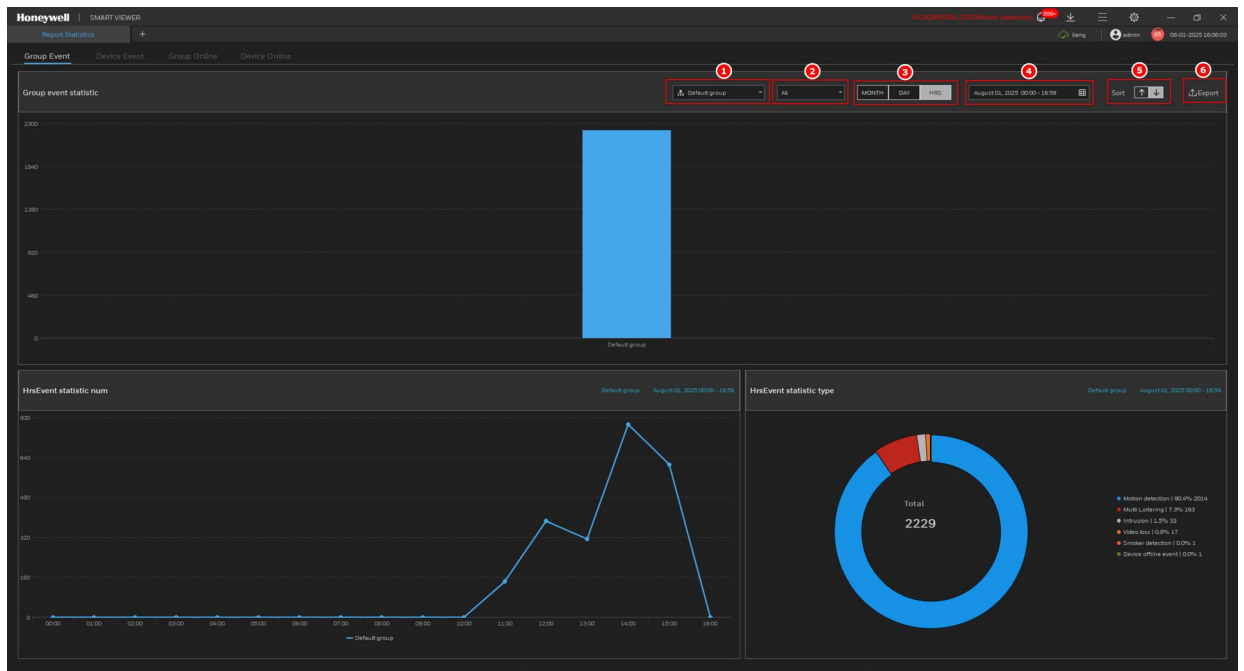 Honeywell | SMART VIEWER
999+
Report Statistics +
lieng | admin 85 08-01-2025 16:06:03
Group Event Device Event Group Online Device Online
1 2 3 4 5 6
Group event statistic Default group All MONTH DAY HRS August 01, 2025 00:00 - 16:59 Sort Export
2300
1840
1380
920
460
0
Default group
HrsEvent statistic num Default group August 01, 2025 00:00 - 16:59
HrsEvent statistic type Default group August 01, 2025 00:00 - 16:59
800
640
480
320
160
0
00:00 01:00 02:00 03:00 04:00 05:00 06:00 07:00 08:00 09:00 10:00 11:00 12:00 13:00 14:00 15:00 16:00
Default group
Total
2229
Motion detection | 90.4% 2014
Multi Loitering | 7.3% 163
Intrusion | 1.5% 33
Video loss | 0.8% 17
Smoker detection | 0.0% 1
Device offline event | 0.0% 1